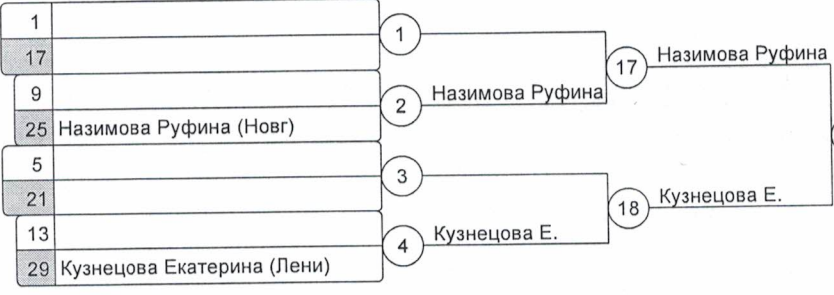 1
17
1
9
25 Назимова Руфина (Новг)
2 Назимова Руфина
17 Назимова Руфина
5
21
3
13
29 Кузнецова Екатерина (Лени)
4 Кузнецова Е.
18 Кузнецова Е.